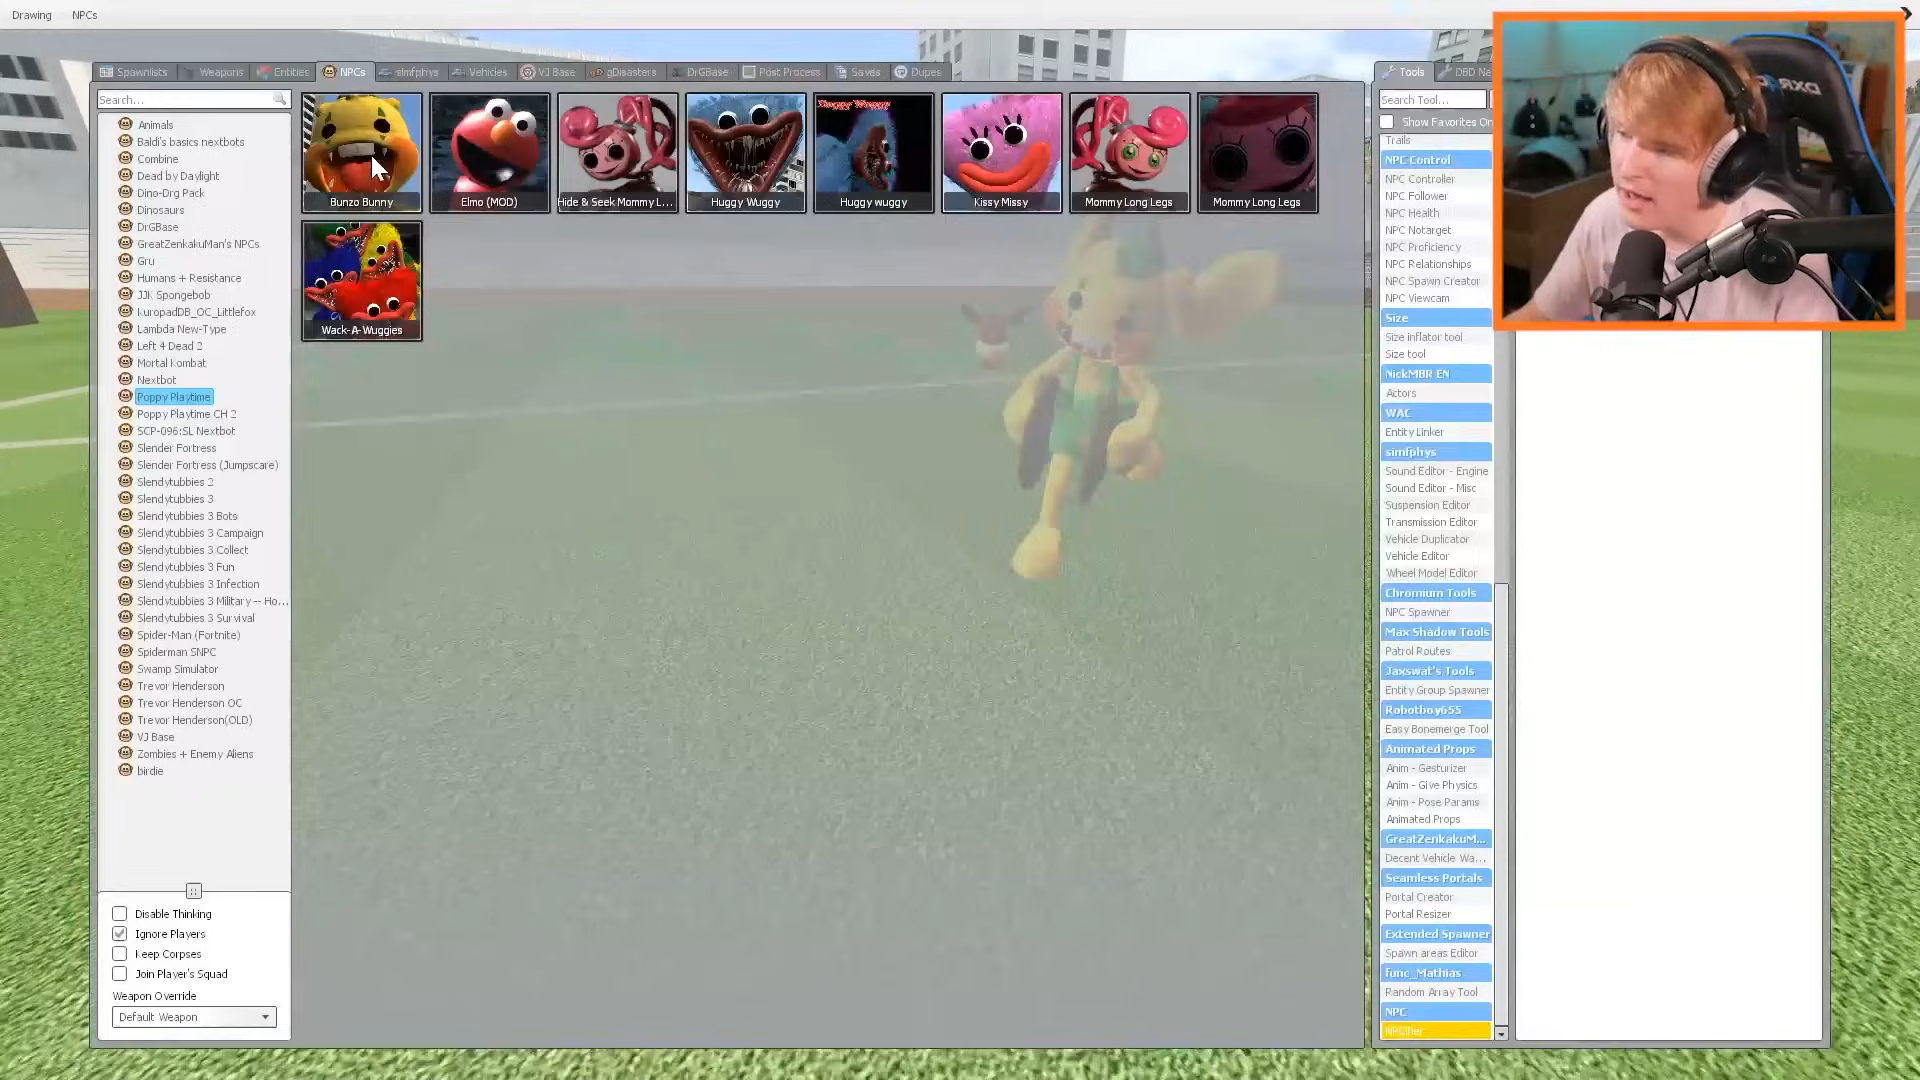 Drawing NPCs
Spawnlists Weapons Entities NPCs simfphys Vehicles VJ Base gDisasters DrGBase Post Process Saves Dupes
Search...
Animals
Baldi's basics nextbots
Combine
Dead by Daylight
Dino-Drg Pack
Dinosaurs
DrGBase
GreatZenkakuMan's NPCs
Gru
Humans + Resistance
JJK Spongebob
KuropadDB_OC_Littlefox
Lambda New-Type
Left 4 Dead 2
Mortal Kombat
Nextbot
Poppy Playtime
Poppy Playtime CH 2
SCP-096:SL Nextbot
Slender Fortress
Slender Fortress (Jumpscare)
Slendytubbies 2
Slendytubbies 3
Slendytubbies 3 Bots
Slendytubbies 3 Campaign
Slendytubbies 3 Collect
Slendytubbies 3 Fun
Slendytubbies 3 Infection
Slendytubbies 3 Military -- Ho...
Slendytubbies 3 Survival
Spider-Man (Fortnite)
Spiderman SNPC
Swamp Simulator
Trevor Henderson
Trevor Henderson OC
Trevor Henderson(OLD)
VJ Base
Zombies + Enemy Aliens
birdie
Disable Thinking
Ignore Players
Keep Corpses
Join Player's Squad
Weapon Override
Default Weapon
Bunzo Bunny
Elmo (MOD)
Hide & Seek Mommy L...
Huggy Wuggy
Huggy Wuggy
Huggy wuggy
Kissy Missy
Mommy Long Legs
Mommy Long Legs
Wack-A-Wuggies
Tools DBD Ne
Search Tool...
Show Favorites On
Trails
NPC Control
NPC Controller
NPC Follower
NPC Health
NPC Notarget
NPC Proficiency
NPC Relationships
NPC Spawn Creator
NPC Viewcam
Size
Size inflator tool
Size tool
NickMBR EN
Actors
WAC
Entity Linker
simfphys
Sound Editor - Engine
Sound Editor - Misc
Suspension Editor
Transmission Editor
Vehicle Duplicator
Vehicle Editor
Wheel Model Editor
Chromium Tools
NPC Spawner
Max Shadow Tools
Patrol Routes
Jaxswat's Tools
Entity Group Spawner
Robotboy655
Easy Bonemerge Tool
Animated Props
Anim - Gesturizer
Anim - Give Physics
Anim - Pose Params
Animated Props
GreatZenkakuM...
Decent Vehicle Wa...
Seamless Portals
Portal Creator
Portal Resizer
Extended Spawner
Spawn areas Editor
func_Mathias
Random Array Tool
NPC